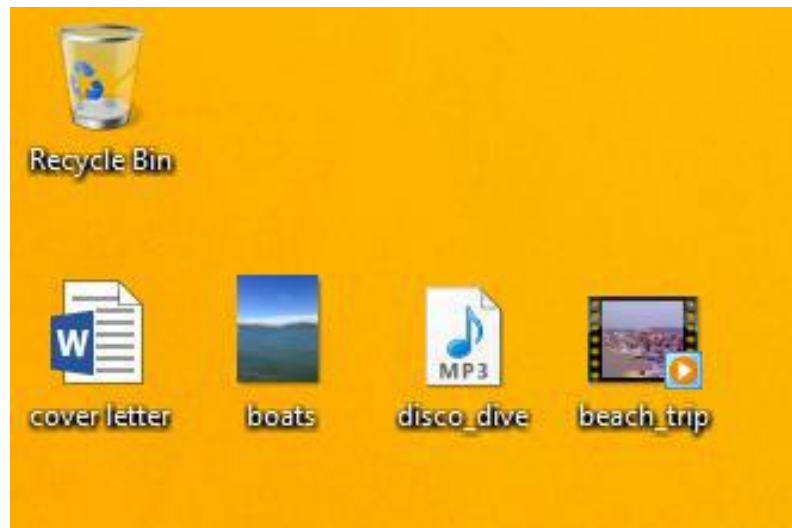 Recycle Bin
W
MP3
cover letter
boats
disco_dive
beach_trip